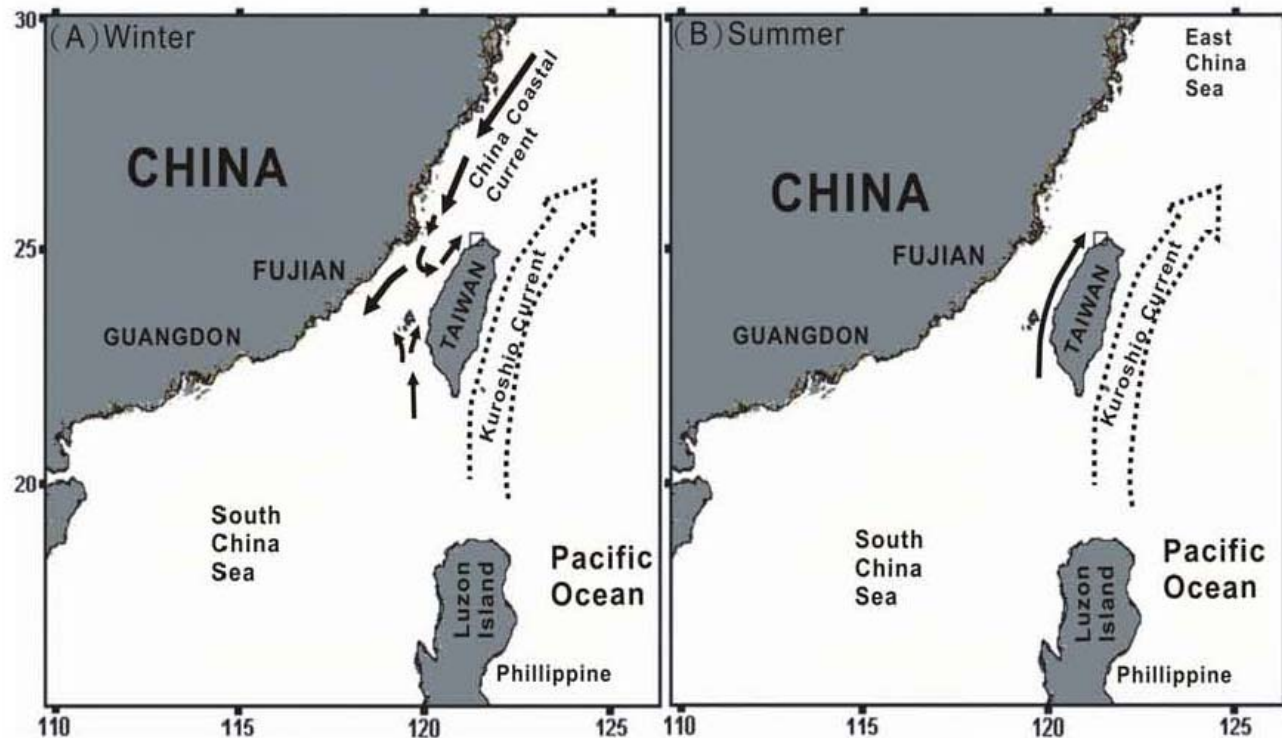 (A) Winter
30
25
20
CHINA
China Coastal
Current
FUJIAN
GUANGDON
TAIWAN
Kuroship Current
South
China
Sea
Pacific
Ocean
Luzon
Island
Phillippine
110
115
120
125
(B) Summer
East
China
Sea
CHINA
FUJIAN
GUANGDON
TAIWAN
Kuroship Current
South
China
Sea
Pacific
Ocean
Luzon
Island
Phillippine
110
115
120
125